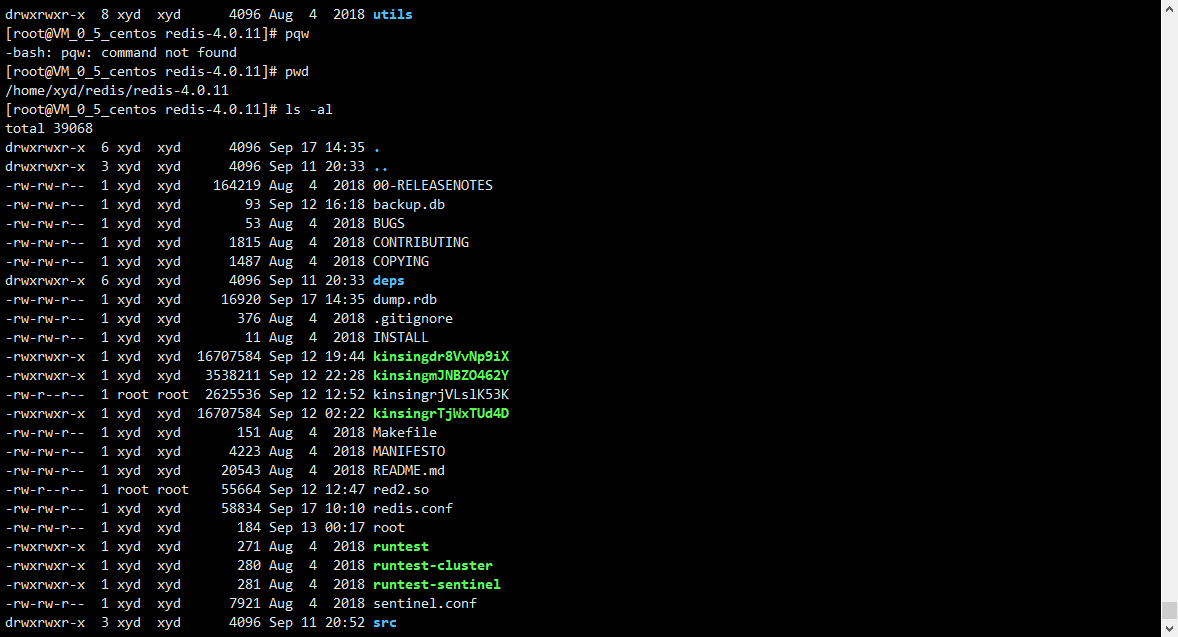 drwxrwxr-x  8 xyd  xyd      4096 Aug  4  2018 utils
[root@VM_0_5_centos redis-4.0.11]# pqw
-bash: pqw: command not found
[root@VM_0_5_centos redis-4.0.11]# pwd
/home/xyd/redis/redis-4.0.11
[root@VM_0_5_centos redis-4.0.11]# ls -al
total 39068
drwxrwxr-x  6 xyd  xyd      4096 Sep 17 14:35 .
drwxrwxr-x  3 xyd  xyd      4096 Sep 11 20:33 ..
-rw-rw-r--  1 xyd  xyd    164219 Aug  4  2018 00-RELEASENOTES
-rw-rw-r--  1 xyd  xyd        93 Sep 12 16:18 backup.db
-rw-rw-r--  1 xyd  xyd        53 Aug  4  2018 BUGS
-rw-rw-r--  1 xyd  xyd      1815 Aug  4  2018 CONTRIBUTING
-rw-rw-r--  1 xyd  xyd      1487 Aug  4  2018 COPYING
drwxrwxr-x  6 xyd  xyd      4096 Sep 11 20:33 deps
-rw-rw-r--  1 xyd  xyd     16920 Sep 17 14:35 dump.rdb
-rw-rw-r--  1 xyd  xyd       376 Aug  4  2018 .gitignore
-rw-rw-r--  1 xyd  xyd        11 Aug  4  2018 INSTALL
-rwxrwxr-x  1 xyd  xyd  16707584 Sep 12 19:44 kinsingdr8VvNp9iX
-rwxrwxr-x  1 xyd  xyd   3538211 Sep 12 22:28 kinsingmJNBZO462Y
-rw-r--r--  1 root root  2625536 Sep 12 12:52 kinsingrjVLslK53K
-rwxrwxr-x  1 xyd  xyd  16707584 Sep 12 02:22 kinsingrTjWxTUd4D
-rw-rw-r--  1 xyd  xyd       151 Aug  4  2018 Makefile
-rw-rw-r--  1 xyd  xyd      4223 Aug  4  2018 MANIFESTO
-rw-rw-r--  1 xyd  xyd     20543 Aug  4  2018 README.md
-rw-r--r--  1 root root    55664 Sep 12 12:47 red2.so
-rw-rw-r--  1 xyd  xyd     58834 Sep 17 10:10 redis.conf
-rw-rw-r--  1 xyd  xyd       184 Sep 13 00:17 root
-rwxrwxr-x  1 xyd  xyd       271 Aug  4  2018 runtest
-rwxrwxr-x  1 xyd  xyd       280 Aug  4  2018 runtest-cluster
-rwxrwxr-x  1 xyd  xyd       281 Aug  4  2018 runtest-sentinel
-rw-rw-r--  1 xyd  xyd      7921 Aug  4  2018 sentinel.conf
drwxrwxr-x  3 xyd  xyd      4096 Sep 11 20:52 src